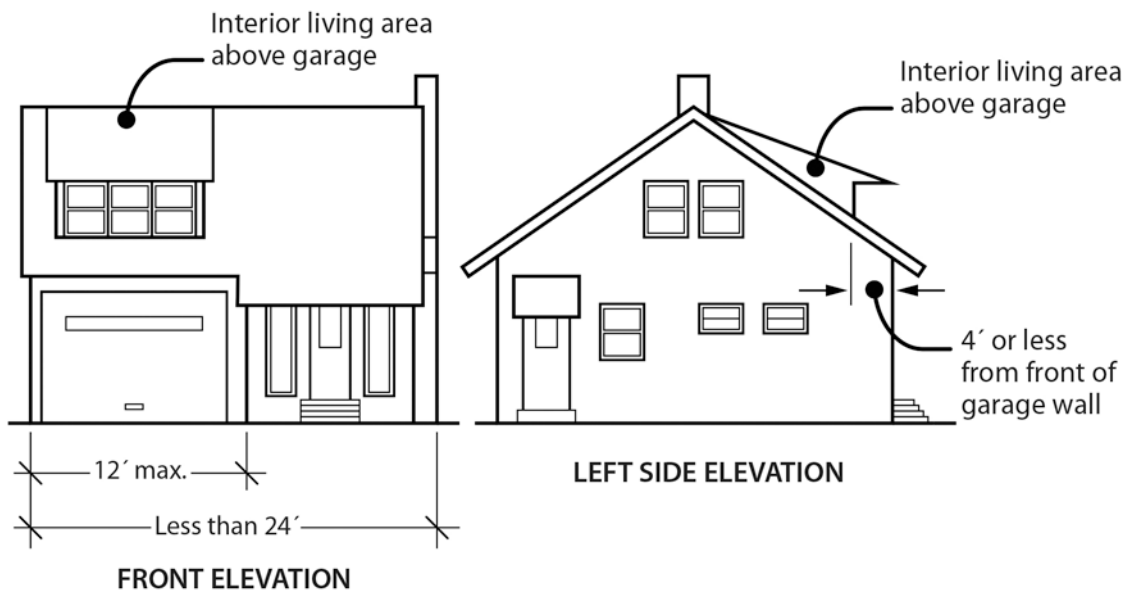 Interior living area
above garage
12´ max.
Less than 24´
FRONT ELEVATION
Interior living area
above garage
4´ or less
from front of
garage wall
LEFT SIDE ELEVATION